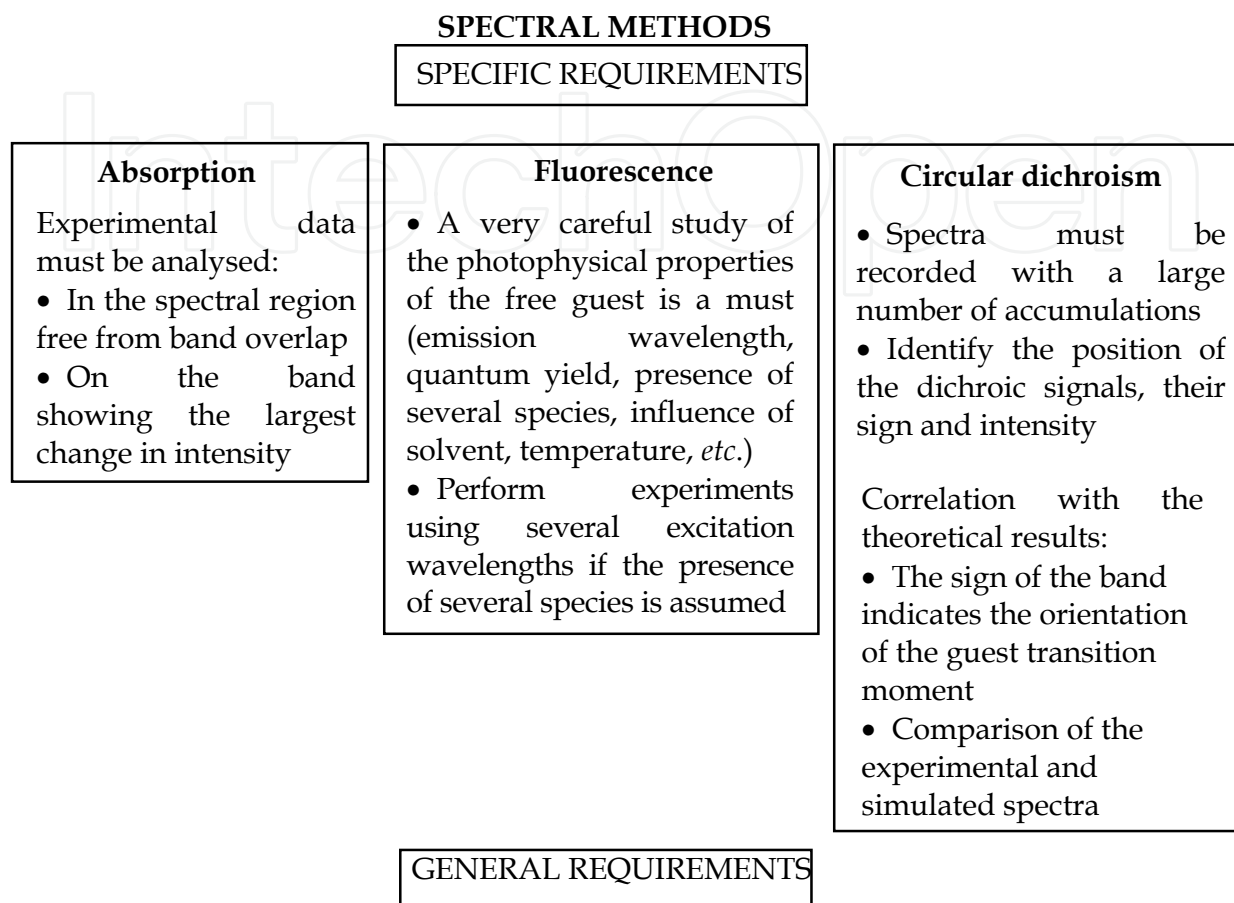 SPECTRAL METHODS
SPECIFIC REQUIREMENTS
IntechOpen
Absorption
Experimental data
must be analysed:
• In the spectral region
free from band overlap
• On the band
showing the largest
change in intensity
Fluorescence
• A very careful study of
the photophysical properties
of the free guest is a must
(emission wavelength,
quantum yield, presence of
several species, influence of
solvent, temperature, etc.)
• Perform experiments
using several excitation
wavelengths if the presence
of several species is assumed
Circular dichroism
• Spectra must be
recorded with a large
number of accumulations
• Identify the position of
the dichroic signals, their
sign and intensity
Correlation with the
theoretical results:
• The sign of the band
indicates the orientation
of the guest transition
moment
• Comparison of the
experimental and
simulated spectra
GENERAL REQUIREMENTS